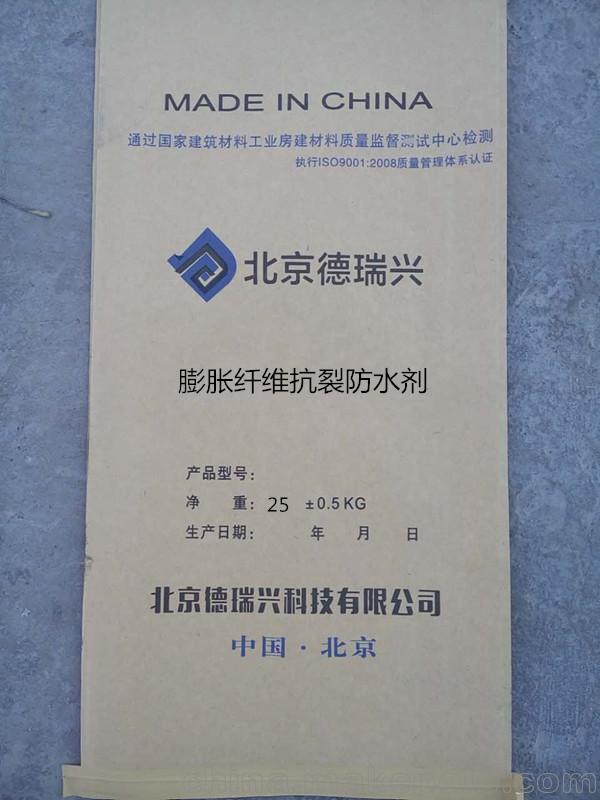 MADE IN CHINA
通过国家建筑材料工业房建材料质量监督测试中心检测
执行ISO9001:2008质量管理体系认证
北京德瑞兴
膨胀纤维抗裂防水剂
产品型号:
净 重: 25 ±0.5KG
生产日期: 年 月 日
北京德瑞兴科技有限公司
中国·北京